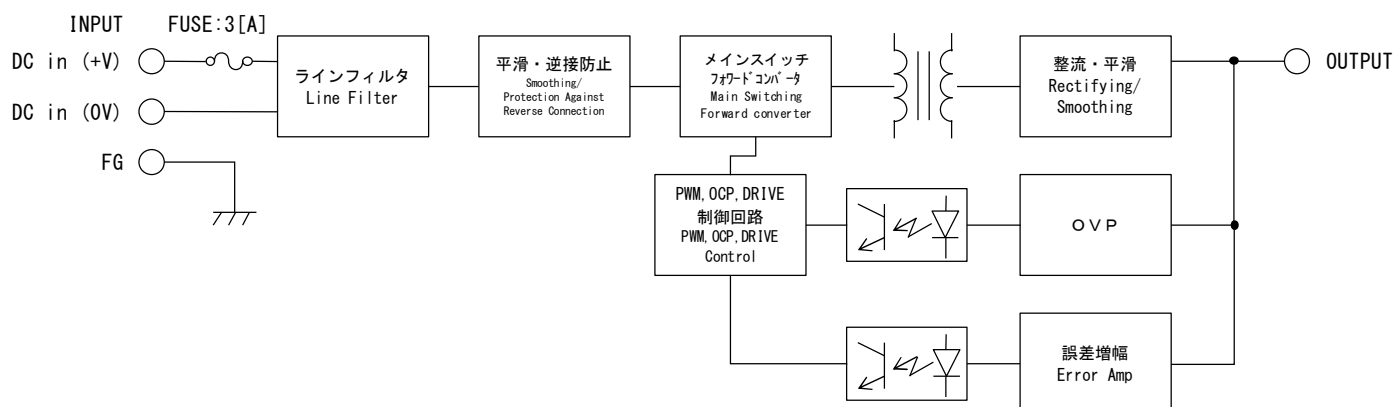 INPUT
FUSE:3[A]
DC in (+V)
DC in (0V)
FG
ラインフィルタ
Line Filter
平滑・逆接防止
Smoothing/
Protection Against
Reverse Connection
メインスイッチ
フォワードコンバータ
Main Switching
Forward converter
整流・平滑
Rectifying/
Smoothing
OUTPUT
PWM,OCP,DRIVE
制御回路
PWM,OCP,DRIVE
Control
OVP
誤差増幅
Error Amp